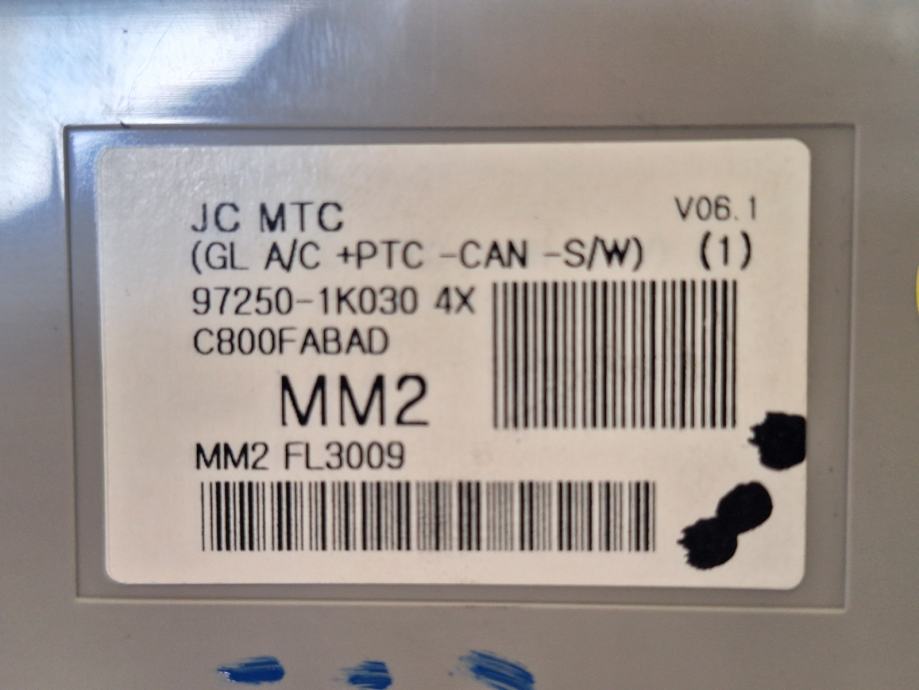 JC MTC
V06.1
(GL A/C +PTC -CAN -S/W) (1)
97250-1K030 4X
C800FABAD
MM2
MM2 FL3009